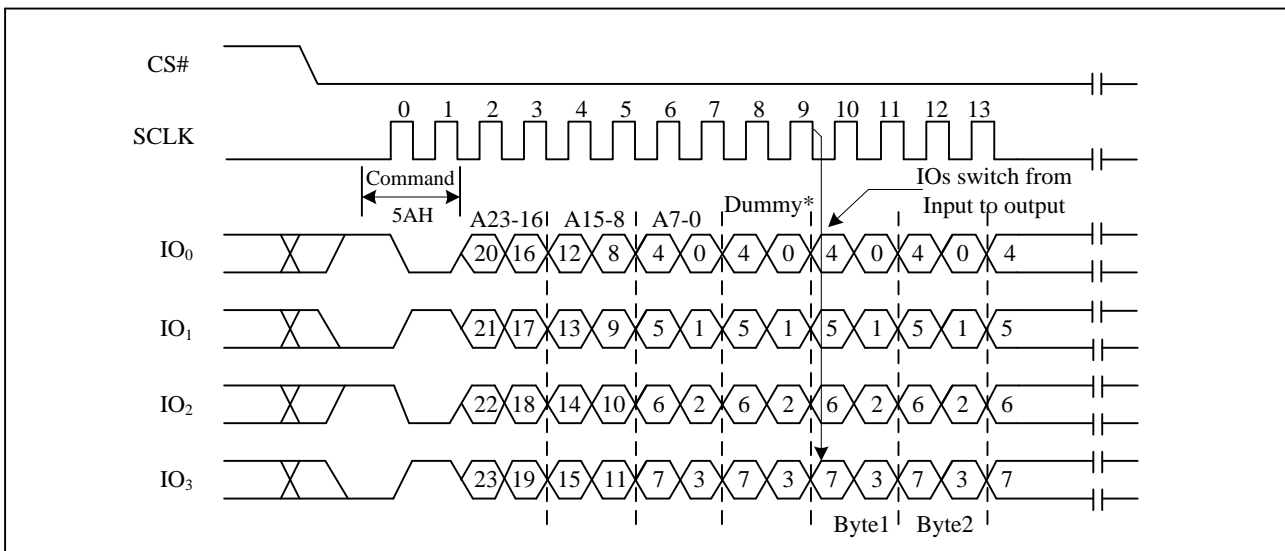 CS#
0 1 2 3 4 5 6 7 8 9 10 11 12 13
SCLK
Command
5AH
IOs switch from
Input to output
Dummy*
A23-16 A15-8 A7-0
IO0 20 16 12 8 4 0 4 0 4 0 4 0 4
IO1 21 17 13 9 5 1 5 1 5 1 5 1 5
IO2 22 18 14 10 6 2 6 2 6 2 6 2 6
IO3 23 19 15 11 7 3 7 3 7 3 7 3 7
Byte1 Byte2